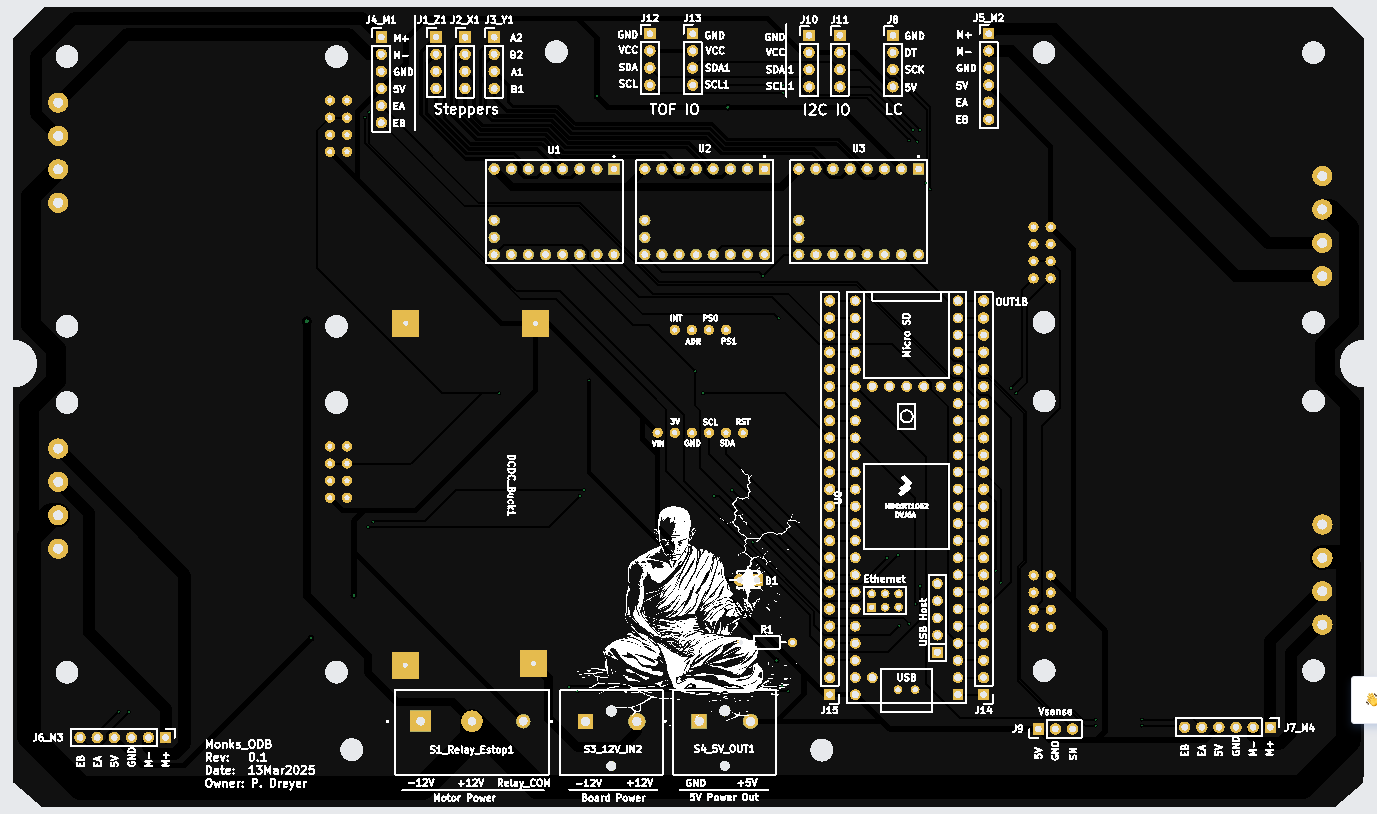 J4_M1
J1_Z1
J2_X1
J3_Y1
J12
J13
J10
J11
J8
J5_M2
M+
M-
GND
5V
EA
EB
A2
B2
A1
B1
Steppers
GND
VCC
SDA
SCL
GND
VCC
SDA1
SCL1
TOF IO
GND
VCC
SDA1
SCL1
I2C IO
GND
DT
SCK
5V
LC
M+
M-
GND
5V
EA
EB
U1
U2
U3
OUT1B
INT
PS0
ADR
PS1
Micro SD
3V
SCL
RST
VIN
GND
SDA
DCDC_Buck1
Ethernet
USB Host
D1
R1
USB
J15
J14
Vsense
J9
5V
GND
J7_M4
EB
EA
5V
GND
M-
M+
J6_M3
EB
EA
5V
GND
M-
M+
Monks_ODB
Rev: 0.1
Date: 13Mar2025
Owner: P. Dreyer
S1_Relay_Estop1
S3_12V_IN2
S4_5V_OUT1
-12V +12V Relay_COM
Motor Power
-12V +12V
Board Power
GND +5V
5V Power Out